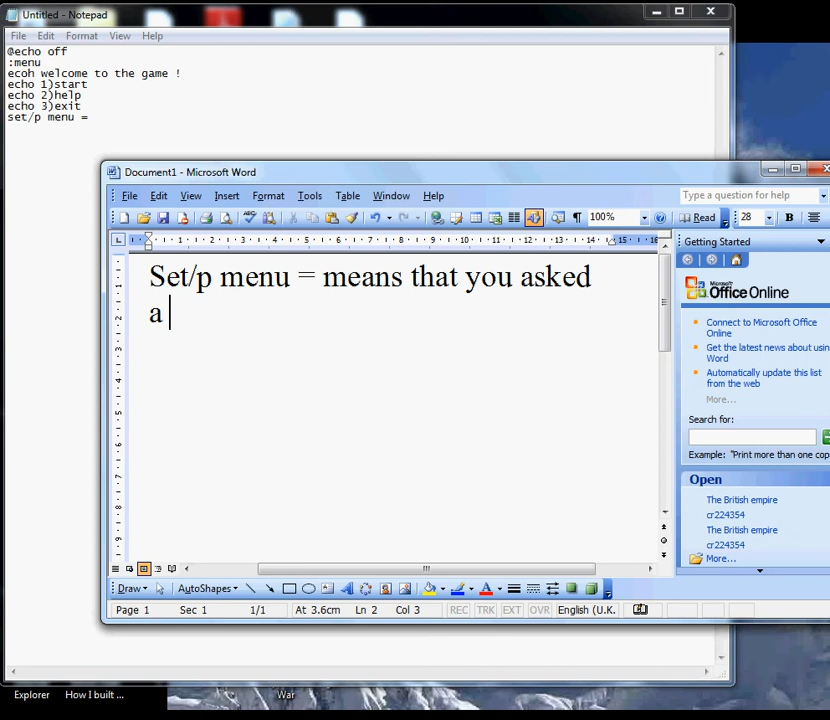 Untitled - Notepad
File Edit Format View Help
@echo off
:menu
ecoh welcome to the game !
echo 1)start
echo 2)help
echo 3)exit
set/p menu =
Document1 - Microsoft Word
File Edit View Insert Format Tools Table Window Help
Type a question for help
100%
Read
28
B
Getting Started
Set/p menu = means that you asked
a
Microsoft
Office Online
Connect to Microsoft Office
Online
Get the latest news about usin
Word
Automatically update this list
from the web
More...
Search for:
Example: "Print more than one cop
Open
The British empire
cr224354
The British empire
cr224354
More...
Draw AutoShapes
Page 1 Sec 1 1/1 At 3.6cm Ln 2 Col 3 REC TRK EXT OVR English (U.K.
Explorer How I built ... War